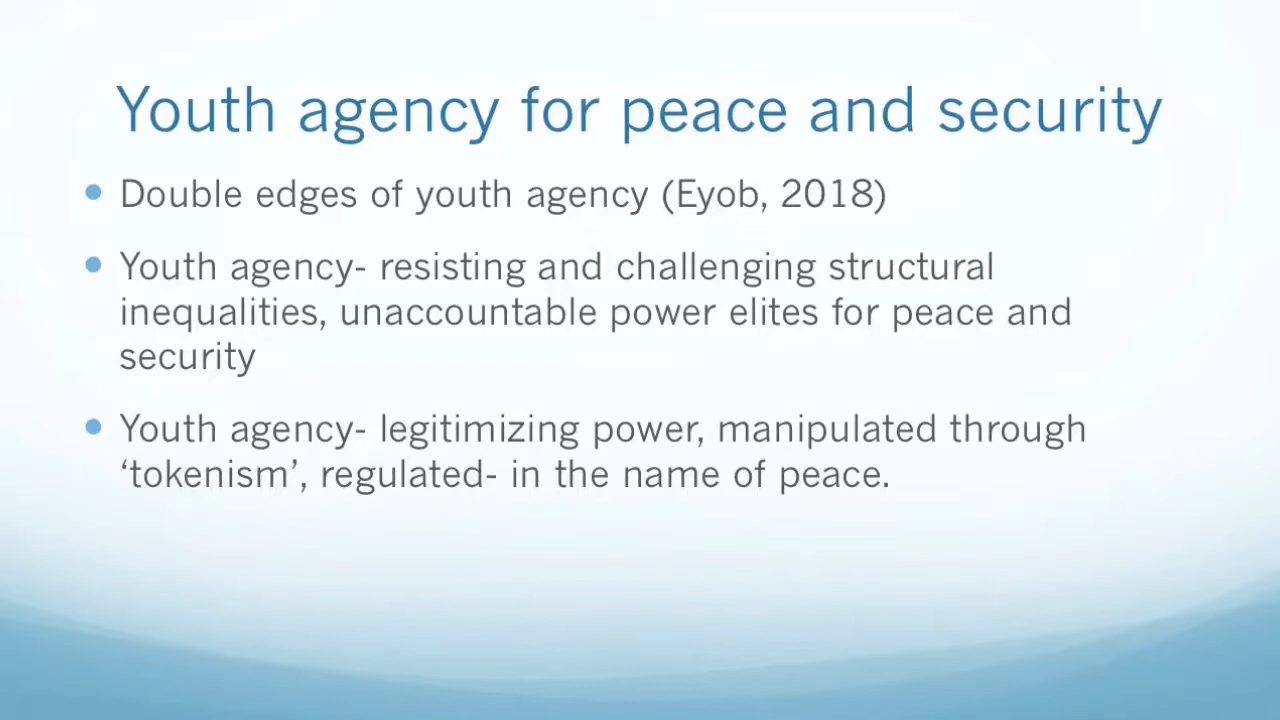 Youth agency for peace and security
• Double edges of youth agency (Eyob, 2018)
• Youth agency- resisting and challenging structural
inequalities, unaccountable power elites for peace and
security
• Youth agency- legitimizing power, manipulated through
‘tokenism’, regulated- in the name of peace.